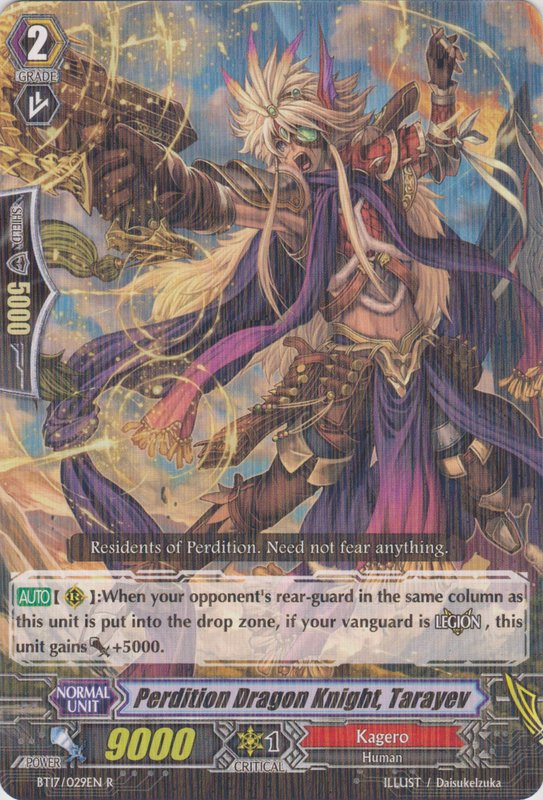 2
GRADE
SHIELD
5000
Residents of Perdition. Need not fear anything.
AUTO [ R ]:When your opponent's rear-guard in the same column as
this unit is put into the drop zone, if your vanguard is LEGION , this
unit gains +5000.
NORMAL
UNIT
Perdition Dragon Knight, Tarayev
POWER
9000
1
CRITICAL
Kagero
Human
BT17/029EN R
ILLUST / DaisukeIzuka